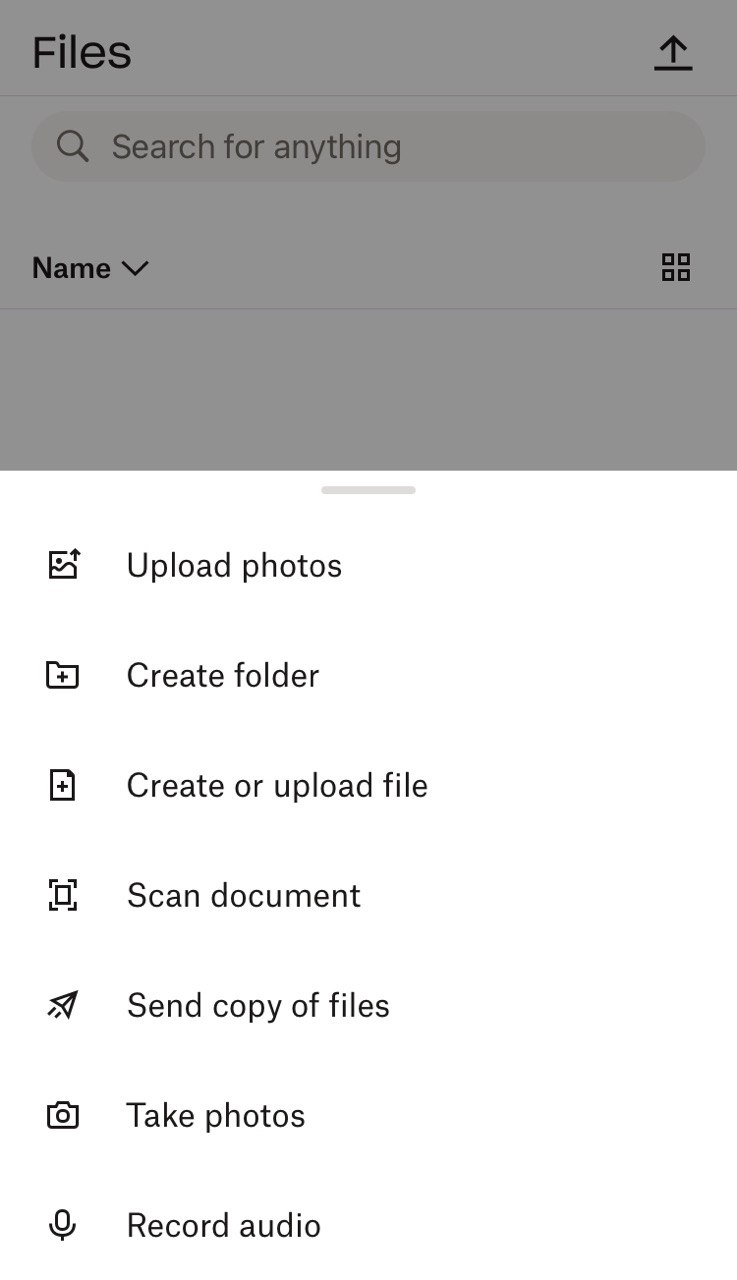 Files
Search for anything
Name
Upload photos
Create folder
Create or upload file
Scan document
Send copy of files
Take photos
Record audio